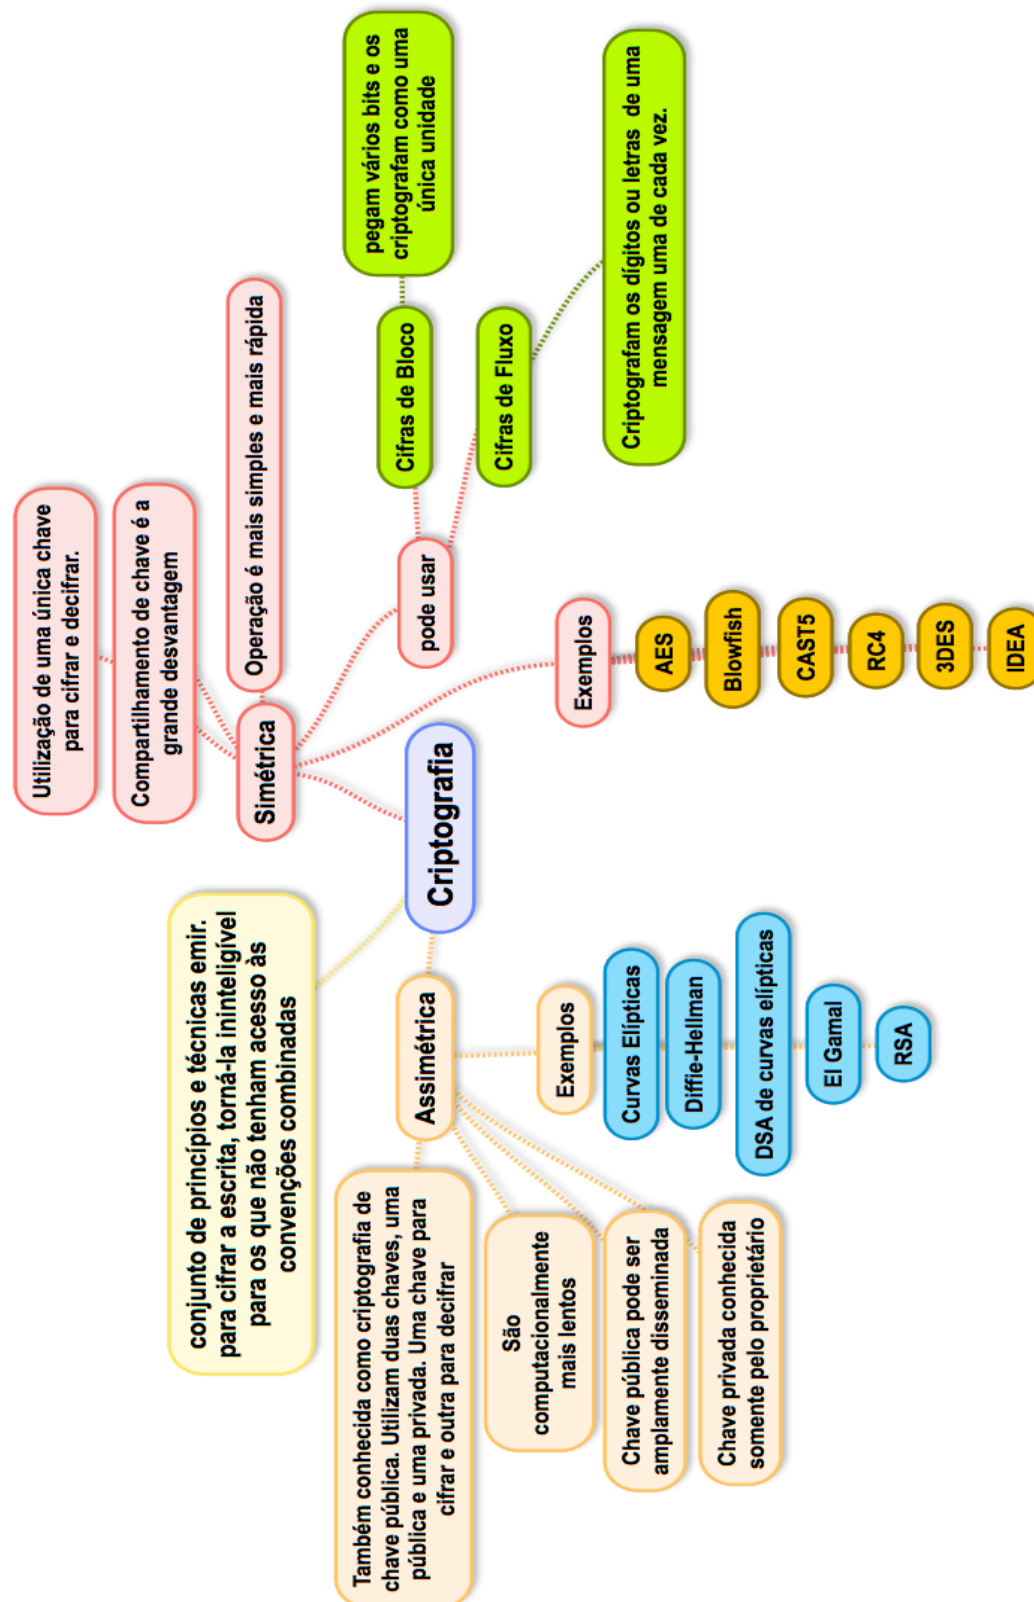 Criptografia
conjunto de princípios e técnicas emir.
para cifrar a escrita, torná-la ininteligível
para os que não tenham acesso às
convenções combinadas
Simétrica
Utilização de uma única chave
para cifrar e decifrar.
Compartilhamento de chave é a
grande desvantagem
Operação é mais simples e mais rápida
pode usar
Cifras de Bloco
pegam vários bits e os
criptografam como uma
única unidade
Cifras de Fluxo
Criptografam os dígitos ou letras de uma
mensagem uma de cada vez.
Exemplos
AES
Blowfish
CAST5
RC4
3DES
IDEA
Assimétrica
Também conhecida como criptografia de
chave pública. Utilizam duas chaves, uma
pública e uma privada. Uma chave para
cifrar e outra para decifrar
São
computacionalmente
mais lentos
Chave pública pode ser
amplamente disseminada
Chave privada conhecida
somente pelo proprietário
Exemplos
Curvas Elípticas
Diffie-Hellman
DSA de curvas elípticas
El Gamal
RSA